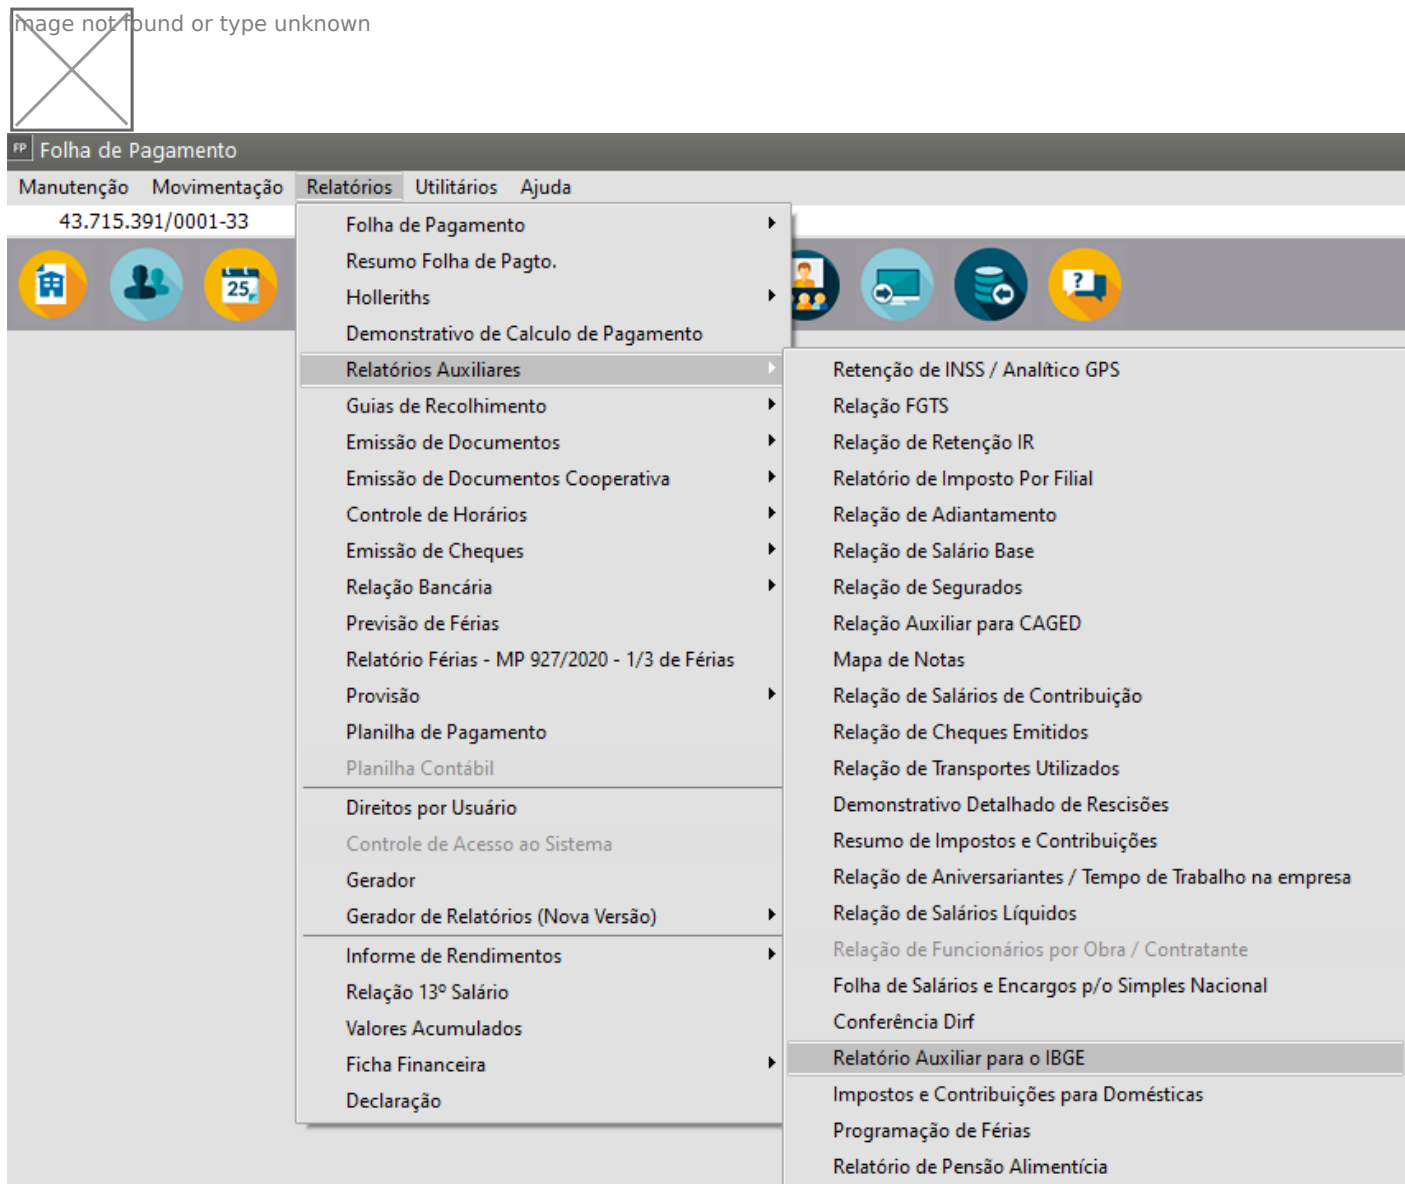 Image not found or type unknown
FP Folha de Pagamento
Manutenção Movimentação Relatórios Utilitários Ajuda
43.715.391/0001-33
25
?
Folha de Pagamento
Resumo Folha de Pagto.
Holleriths
Demonstrativo de Calculo de Pagamento
Relatórios Auxiliares
Guias de Recolhimento
Emissão de Documentos
Emissão de Documentos Cooperativa
Controle de Horários
Emissão de Cheques
Relação Bancária
Previsão de Férias
Relatório Férias - MP 927/2020 - 1/3 de Férias
Provisão
Planilha de Pagamento
Planilha Contábil
Direitos por Usuário
Controle de Acesso ao Sistema
Gerador
Gerador de Relatórios (Nova Versão)
Informe de Rendimentos
Relação 13º Salário
Valores Acumulados
Ficha Financeira
Declaração
Retenção de INSS / Analítico GPS
Relação FGTS
Relação de Retenção IR
Relatório de Imposto Por Filial
Relação de Adiantamento
Relação de Salário Base
Relação de Segurados
Relação Auxiliar para CAGED
Mapa de Notas
Relação de Salários de Contribuição
Relação de Cheques Emitidos
Relação de Transportes Utilizados
Demonstrativo Detalhado de Rescisões
Resumo de Impostos e Contribuições
Relação de Aniversariantes / Tempo de Trabalho na empresa
Relação de Salários Líquidos
Relação de Funcionários por Obra / Contratante
Folha de Salários e Encargos p/o Simples Nacional
Conferência Dirf
Relatório Auxiliar para o IBGE
Impostos e Contribuições para Domésticas
Programação de Férias
Relatório de Pensão Alimentícia